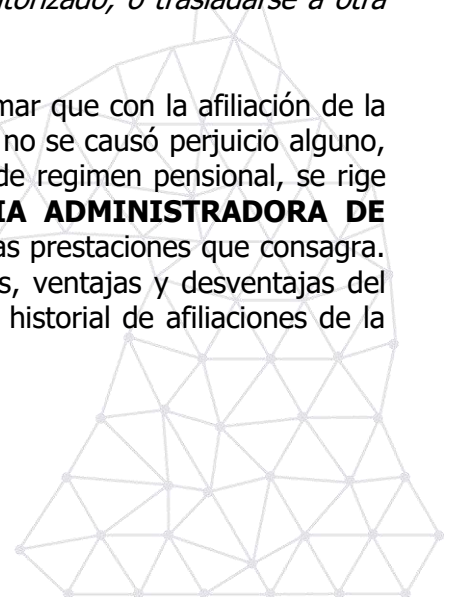 torizado, o trasladarse a otra
mar que con la afiliación de la
no se causó perjuicio alguno,
de regimen pensional, se rige
IA ADMINISTRADORA DE
as prestaciones que consagra.
s, ventajas y desventajas del
historial de afiliaciones de la